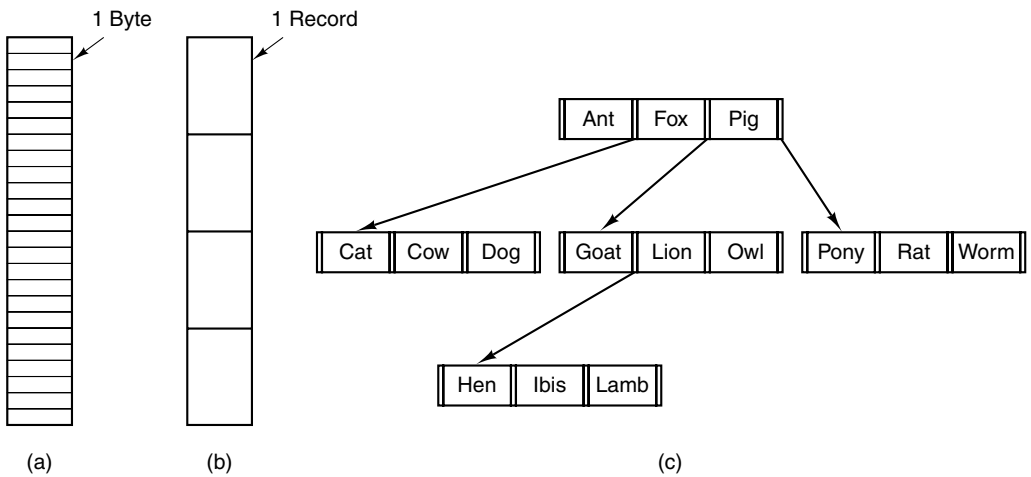 1 Byte
1 Record
Ant Fox Pig
Cat Cow Dog
Goat Lion Owl
Pony Rat Worm
Hen Ibis Lamb
(a)
(b)
(c)